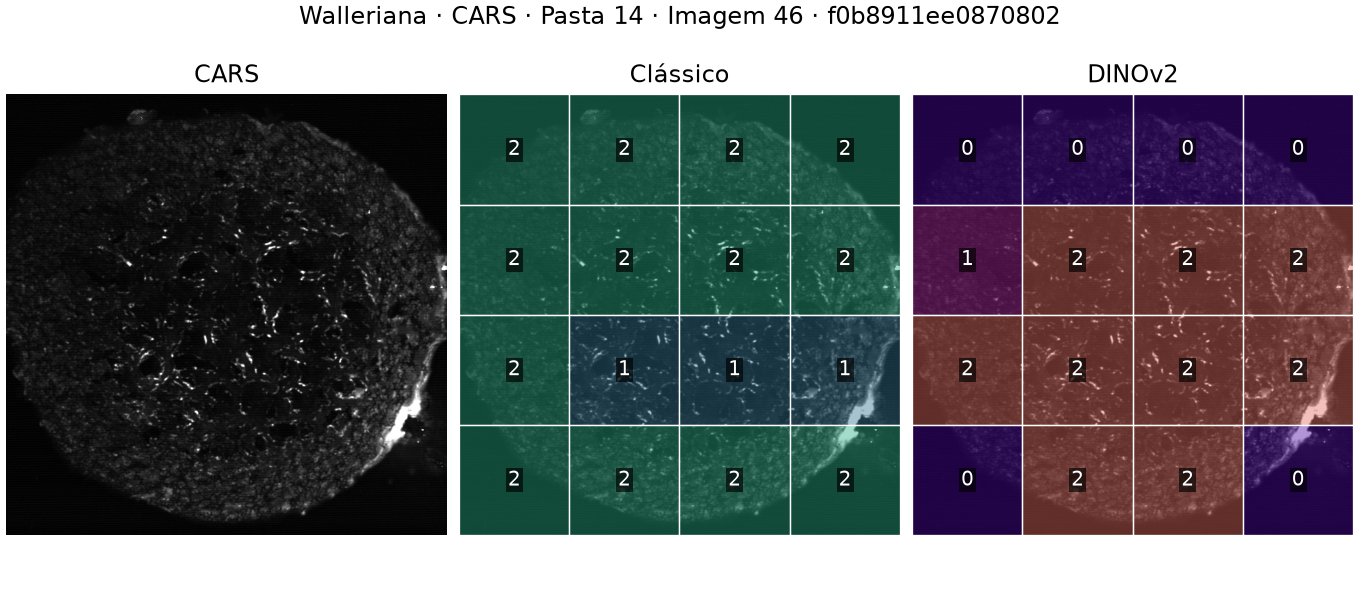 Walleriana · CARS · Pasta 14 · Imagem 46 · f0b8911ee0870802
CARS Clássico DINOv2
2 2 2 2 0 0 0 0
2 2 2 2 1 2 2 2
2 1 1 1 2 2 2 2
2 2 2 2 0 2 2 0